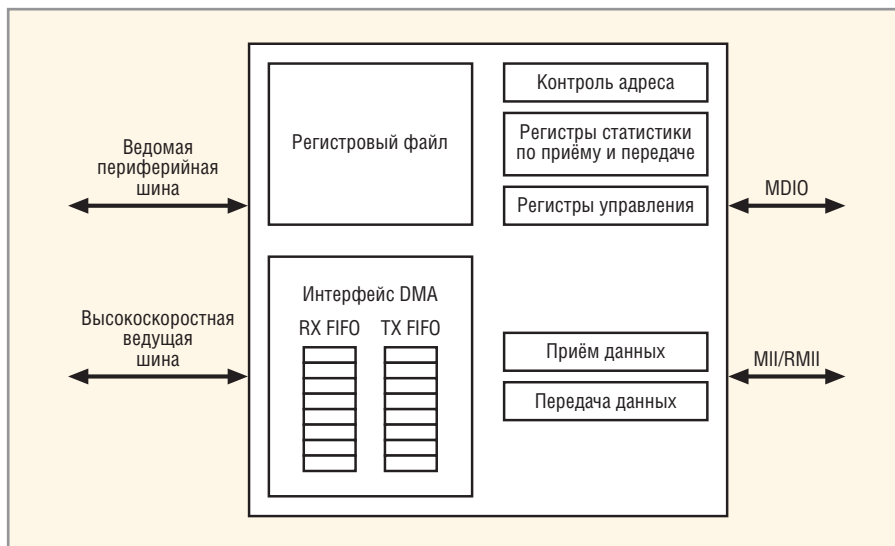 Ведомая
периферийная
шина
Высокоскоростная
ведущая
шина
Регистровый файл
Интерфейс DMA
RX FIFO TX FIFO
Контроль адреса
Регистры статистики
по приёму и передаче
Регистры управления
Приём данных
Передача данных
MDIO
MII/RMII